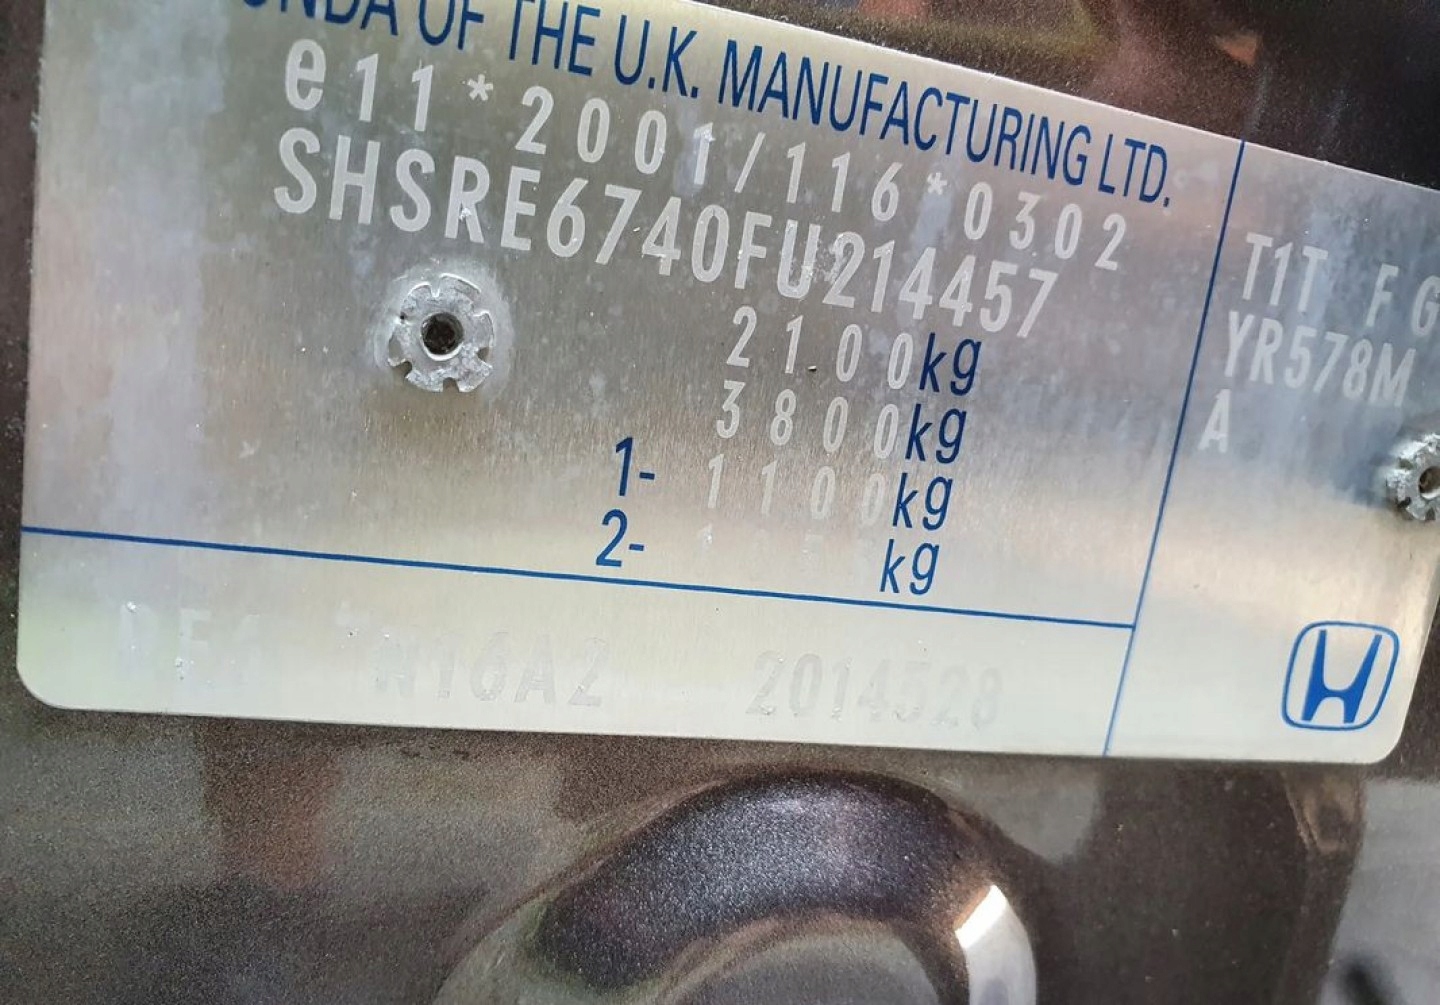 ONDA OF THE U.K. MANUFACTURING LTD.
e11*2001/116*0302
SHSRE6740FU214457
2100kg
3800kg
1- 1100kg
2- kg
N16A2 2014528
T1T FG
YR578M
A